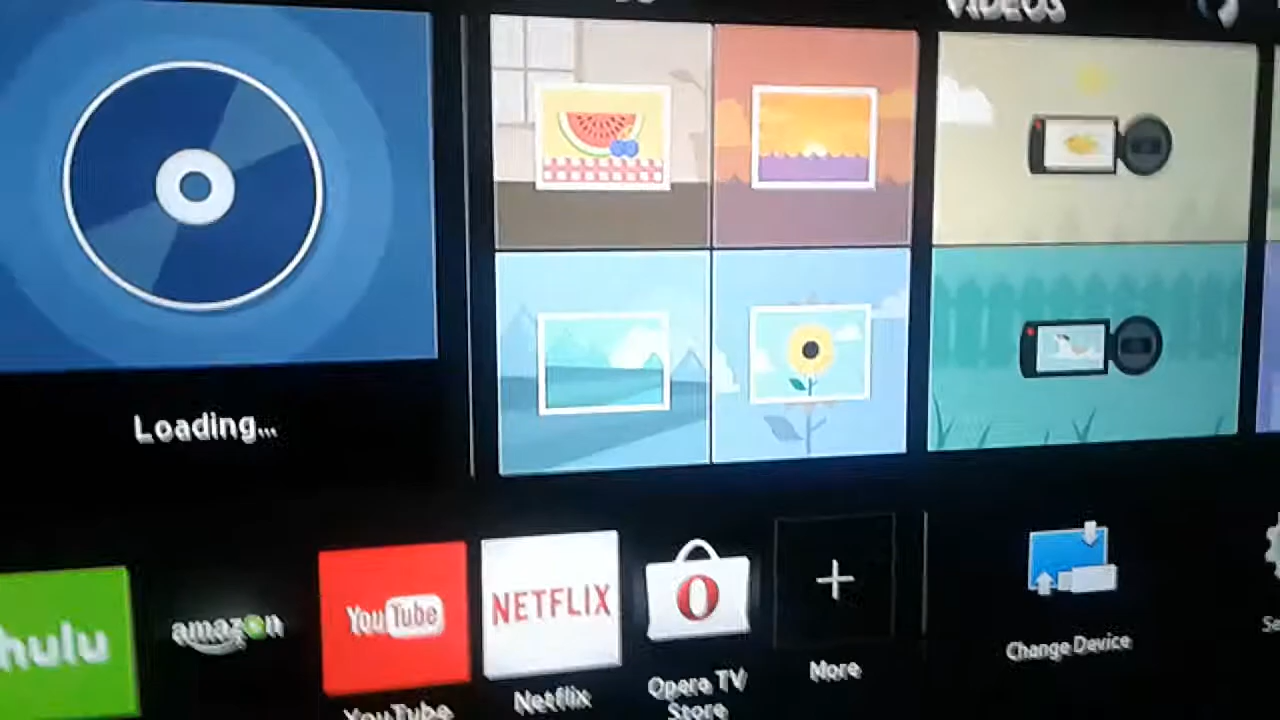 VIDEOS
Loading...
hulu
amazon
YouTube
YouTube
NETFLIX
Netflix
Opera TV
Store
More
Change Device